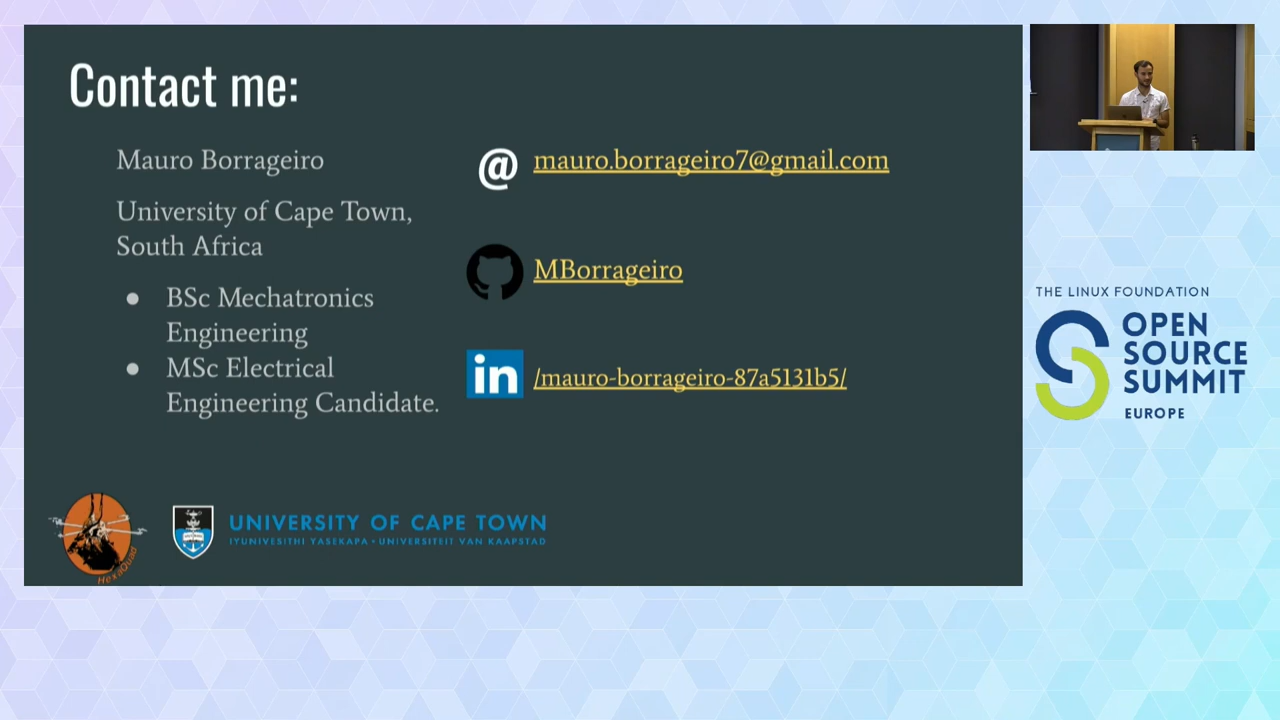 Contact me:
Mauro Borrageiro
University of Cape Town,
South Africa
● BSc Mechatronics
Engineering
● MSc Electrical
Engineering Candidate.
@ mauro.borrageiro7@gmail.com
MBorrageiro
in /mauro-borrageiro-87a5131b5/
HexaQuad
UNIVERSITY OF CAPE TOWN
IYUNIVESITHI YASEKAPA • UNIVERSITEIT VAN KAAPSTAD
THE LINUX FOUNDATION
OPEN
SOURCE
SUMMIT
EUROPE